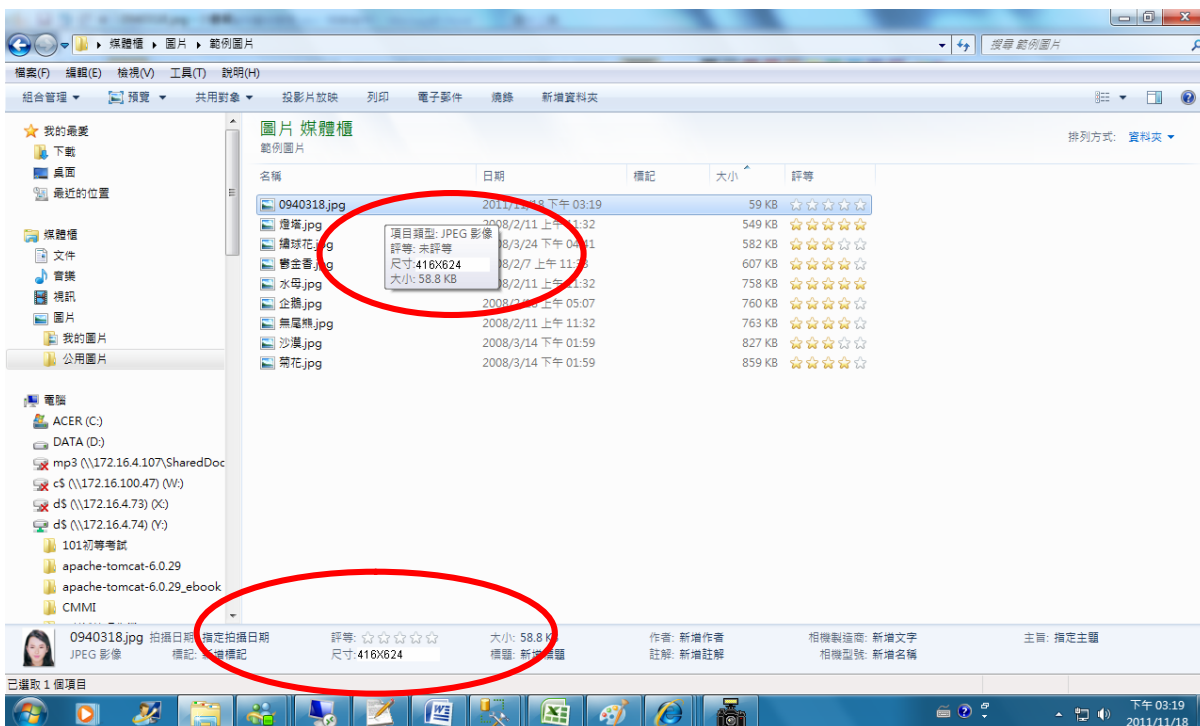 媒體櫃 ▸ 圖片 ▸ 範例圖片
搜尋 範例圖片
檔案(F) 編輯(E) 檢視(V) 工具(T) 說明(H)
組合管理 預覽 共用對象 投影片放映 列印 電子郵件 燒錄 新增資料夾
我的最愛
下載
桌面
最近的位置
媒體櫃
文件
音樂
視訊
圖片
我的圖片
公用圖片
電腦
ACER (C:)
DATA (D:)
mp3 (\\172.16.4.107\SharedDoc
c$ (\\172.16.100.47) (W:)
d$ (\\172.16.4.73) (X:)
d$ (\\172.16.4.74) (Y:)
101初等考試
apache-tomcat-6.0.29
apache-tomcat-6.0.29_ebook
CMMI
圖片 媒體櫃
範例圖片
排列方式: 資料夾
名稱 日期 標記 大小 評等
0940318.jpg 2011/11/18 下午 03:19 59 KB
燈塔.jpg 2008/2/11 上午 11:32 549 KB
繡球花.jpg 08/3/24 下午 04:41 582 KB
鬱金香.jpg 08/2/7 上午 607 KB
水母.jpg 2008/2/11 上午 11:32 758 KB
企鵝.jpg 下午 05:07 760 KB
無尾熊.jpg 2008/2/11 上午 11:32 763 KB
沙漠.jpg 2008/3/14 下午 01:59 827 KB
菊花.jpg 2008/3/14 下午 01:59 859 KB
項目類型: JPEG 影像
評等: 未評等
尺寸:416X624
大小: 58.8 KB
0940318.jpg 拍攝日期: 指定拍攝日期 評等: 大小: 58.8 KB 作者: 新增作者 相機製造商: 新增文字 主旨: 指定主題
JPEG 影像 標記: 新增標記 尺寸:416X624 標題: 新增標題 註解: 新增註解 相機型號: 新增名稱
已選取 1 個項目
下午 03:19
2011/11/18